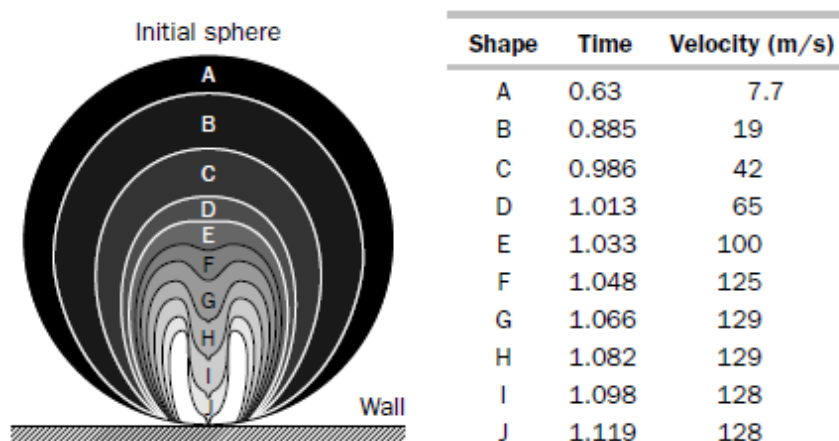 Initial sphere
A
B
C
D
E
F
G
H
I
J
Wall
Shape Time Velocity (m/s)
A 0.63 7.7
B 0.885 19
C 0.986 42
D 1.013 65
E 1.033 100
F 1.048 125
G 1.066 129
H 1.082 129
I 1.098 128
J 1.119 128